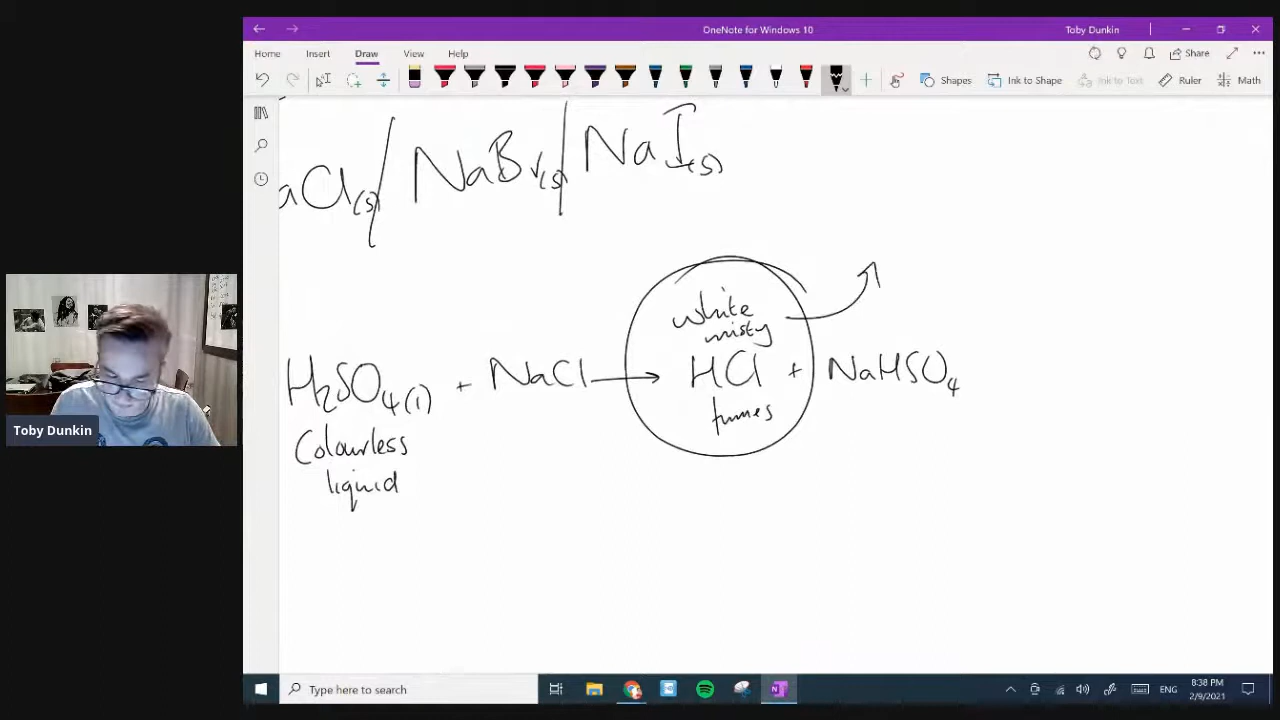 OneNote for Windows 10
Toby Dunkin
Home Insert Draw View Help
Share
Shapes Ink to Shape Ink to Text Ruler Math
aCl(s)/ NaBr(s)/ NaI(s)
white
misty
H2SO4(l) + NaCl → HCl + NaHSO4
fumes
Colourless
liquid
Toby Dunkin
Type here to search
ENG
8:38 PM
2/9/2021